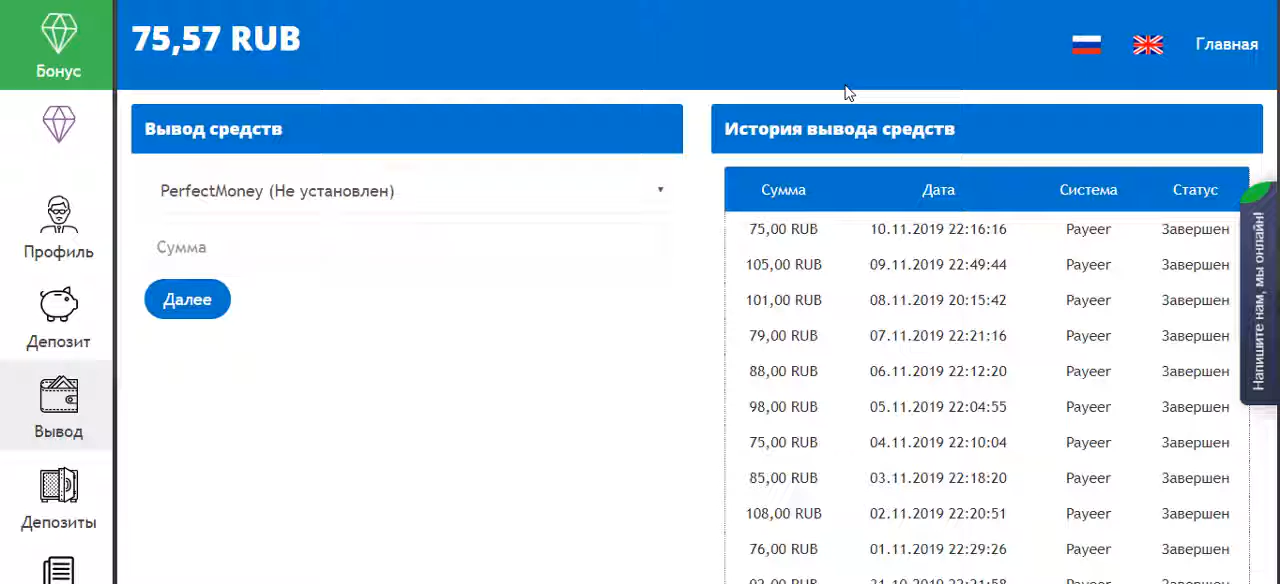 75,57 RUB
Главная
Бонус
Профиль
Депозит
Вывод
Депозиты
Вывод средств
PerfectMoney (Не установлен)
Сумма
Далее
История вывода средств
Сумма Дата Система Статус
75,00 RUB 10.11.2019 22:16:16 Payeer Завершен
105,00 RUB 09.11.2019 22:49:44 Payeer Завершен
101,00 RUB 08.11.2019 20:15:42 Payeer Завершен
79,00 RUB 07.11.2019 22:21:16 Payeer Завершен
88,00 RUB 06.11.2019 22:12:20 Payeer Завершен
98,00 RUB 05.11.2019 22:04:55 Payeer Завершен
75,00 RUB 04.11.2019 22:10:04 Payeer Завершен
85,00 RUB 03.11.2019 22:18:20 Payeer Завершен
108,00 RUB 02.11.2019 22:20:51 Payeer Завершен
76,00 RUB 01.11.2019 22:29:26 Payeer Завершен
Напишите нам, мы онлайн!